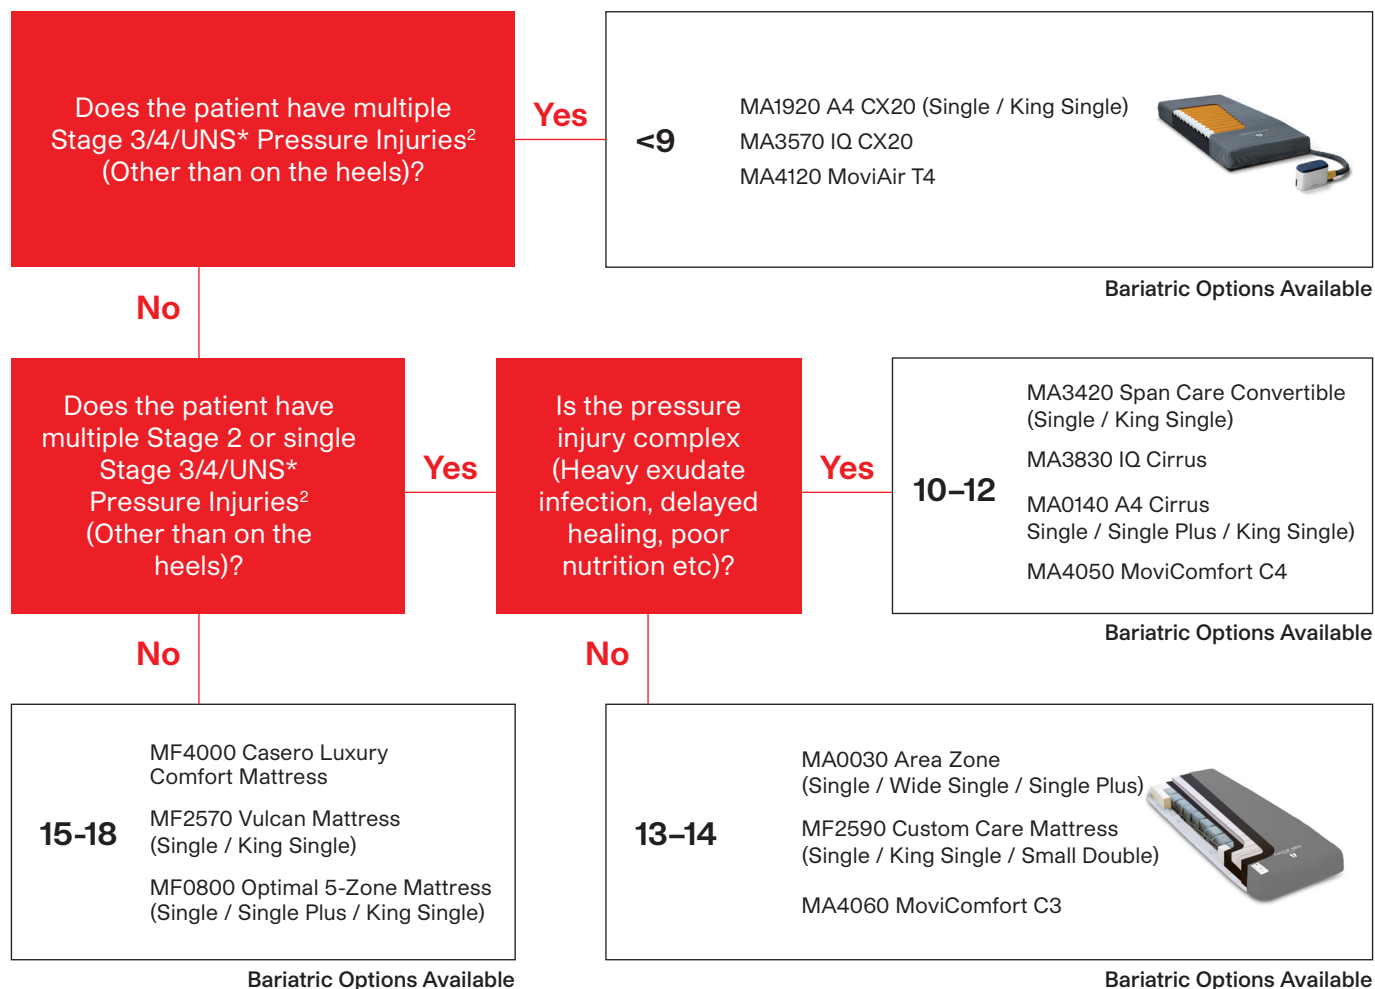 Does the patient have multiple
Stage 3/4/UNS* Pressure Injuries²
(Other than on the heels)?
Yes
<9
MA1920 A4 CX20 (Single / King Single)
MA3570 IQ CX20
MA4120 MoviAir T4
Bariatric Options Available
No
Does the patient have
multiple Stage 2 or single
Stage 3/4/UNS*
Pressure Injuries²
(Other than on the
heels)?
Yes
Is the pressure
injury complex
(Heavy exudate
infection, delayed
healing, poor
nutrition etc)?
Yes
10–12
MA3420 Span Care Convertible
(Single / King Single)
MA3830 IQ Cirrus
MA0140 A4 Cirrus
Single / Single Plus / King Single)
MA4050 MoviComfort C4
Bariatric Options Available
No
No
15-18
MF4000 Casero Luxury
Comfort Mattress
MF2570 Vulcan Mattress
(Single / King Single)
MF0800 Optimal 5-Zone Mattress
(Single / Single Plus / King Single)
Bariatric Options Available
13–14
MA0030 Area Zone
(Single / Wide Single / Single Plus)
MF2590 Custom Care Mattress
(Single / King Single / Small Double)
MA4060 MoviComfort C3
Bariatric Options Available